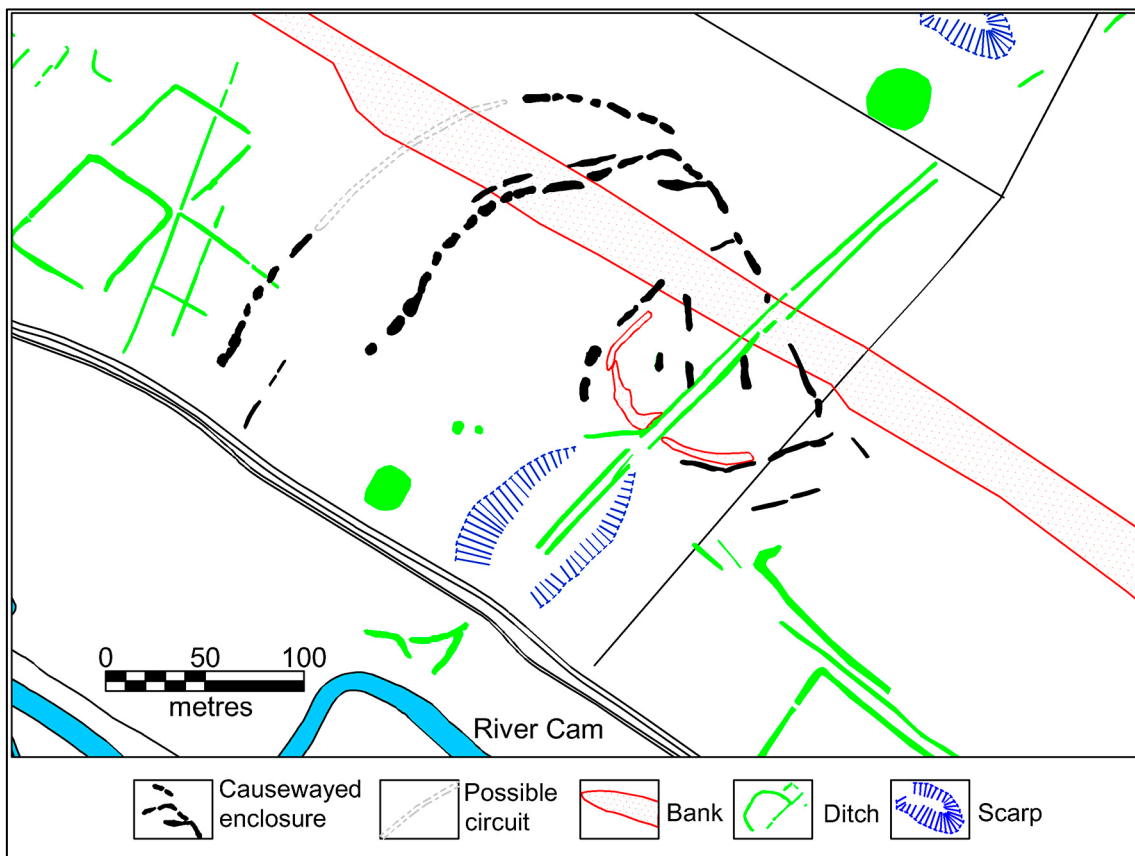 0 50 100
metres
River Cam
Causewayed
enclosure
Possible
circuit
Bank
Ditch
Scarp